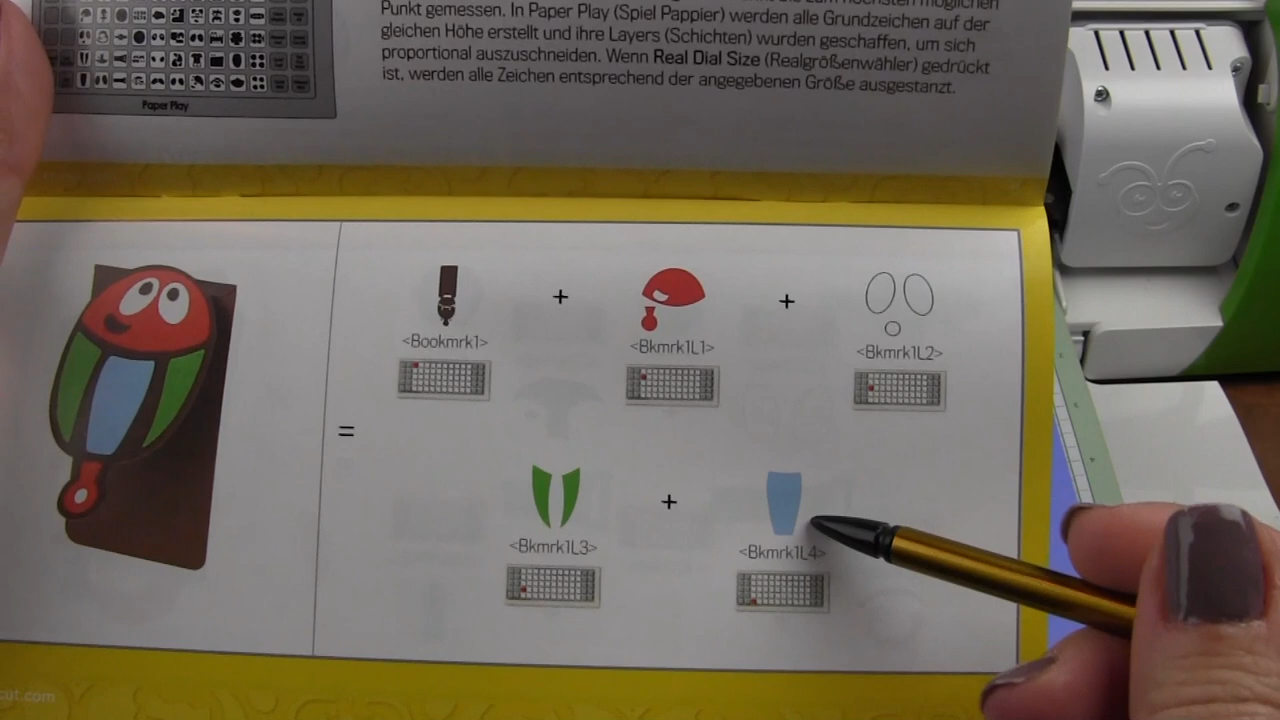 Punkt gemessen. In Paper Play (Spiel Pappier) werden alle Grundzeichen auf der
gleichen Höhe erstellt und ihre Layers (Schichten) wurden geschaffen, um sich
proportional auszuschneiden. Wenn Real Dial Size (Realgrößenwähler) gedrückt
ist, werden alle Zeichen entsprechend der angegebenen Größe ausgestanzt.
Paper Play
<Bookmrk1>
+
<Bkmrk1L1>
+
<Bkmrk1L2>
=
<Bkmrk1L3>
+
<Bkmrk1L4>
cut.com